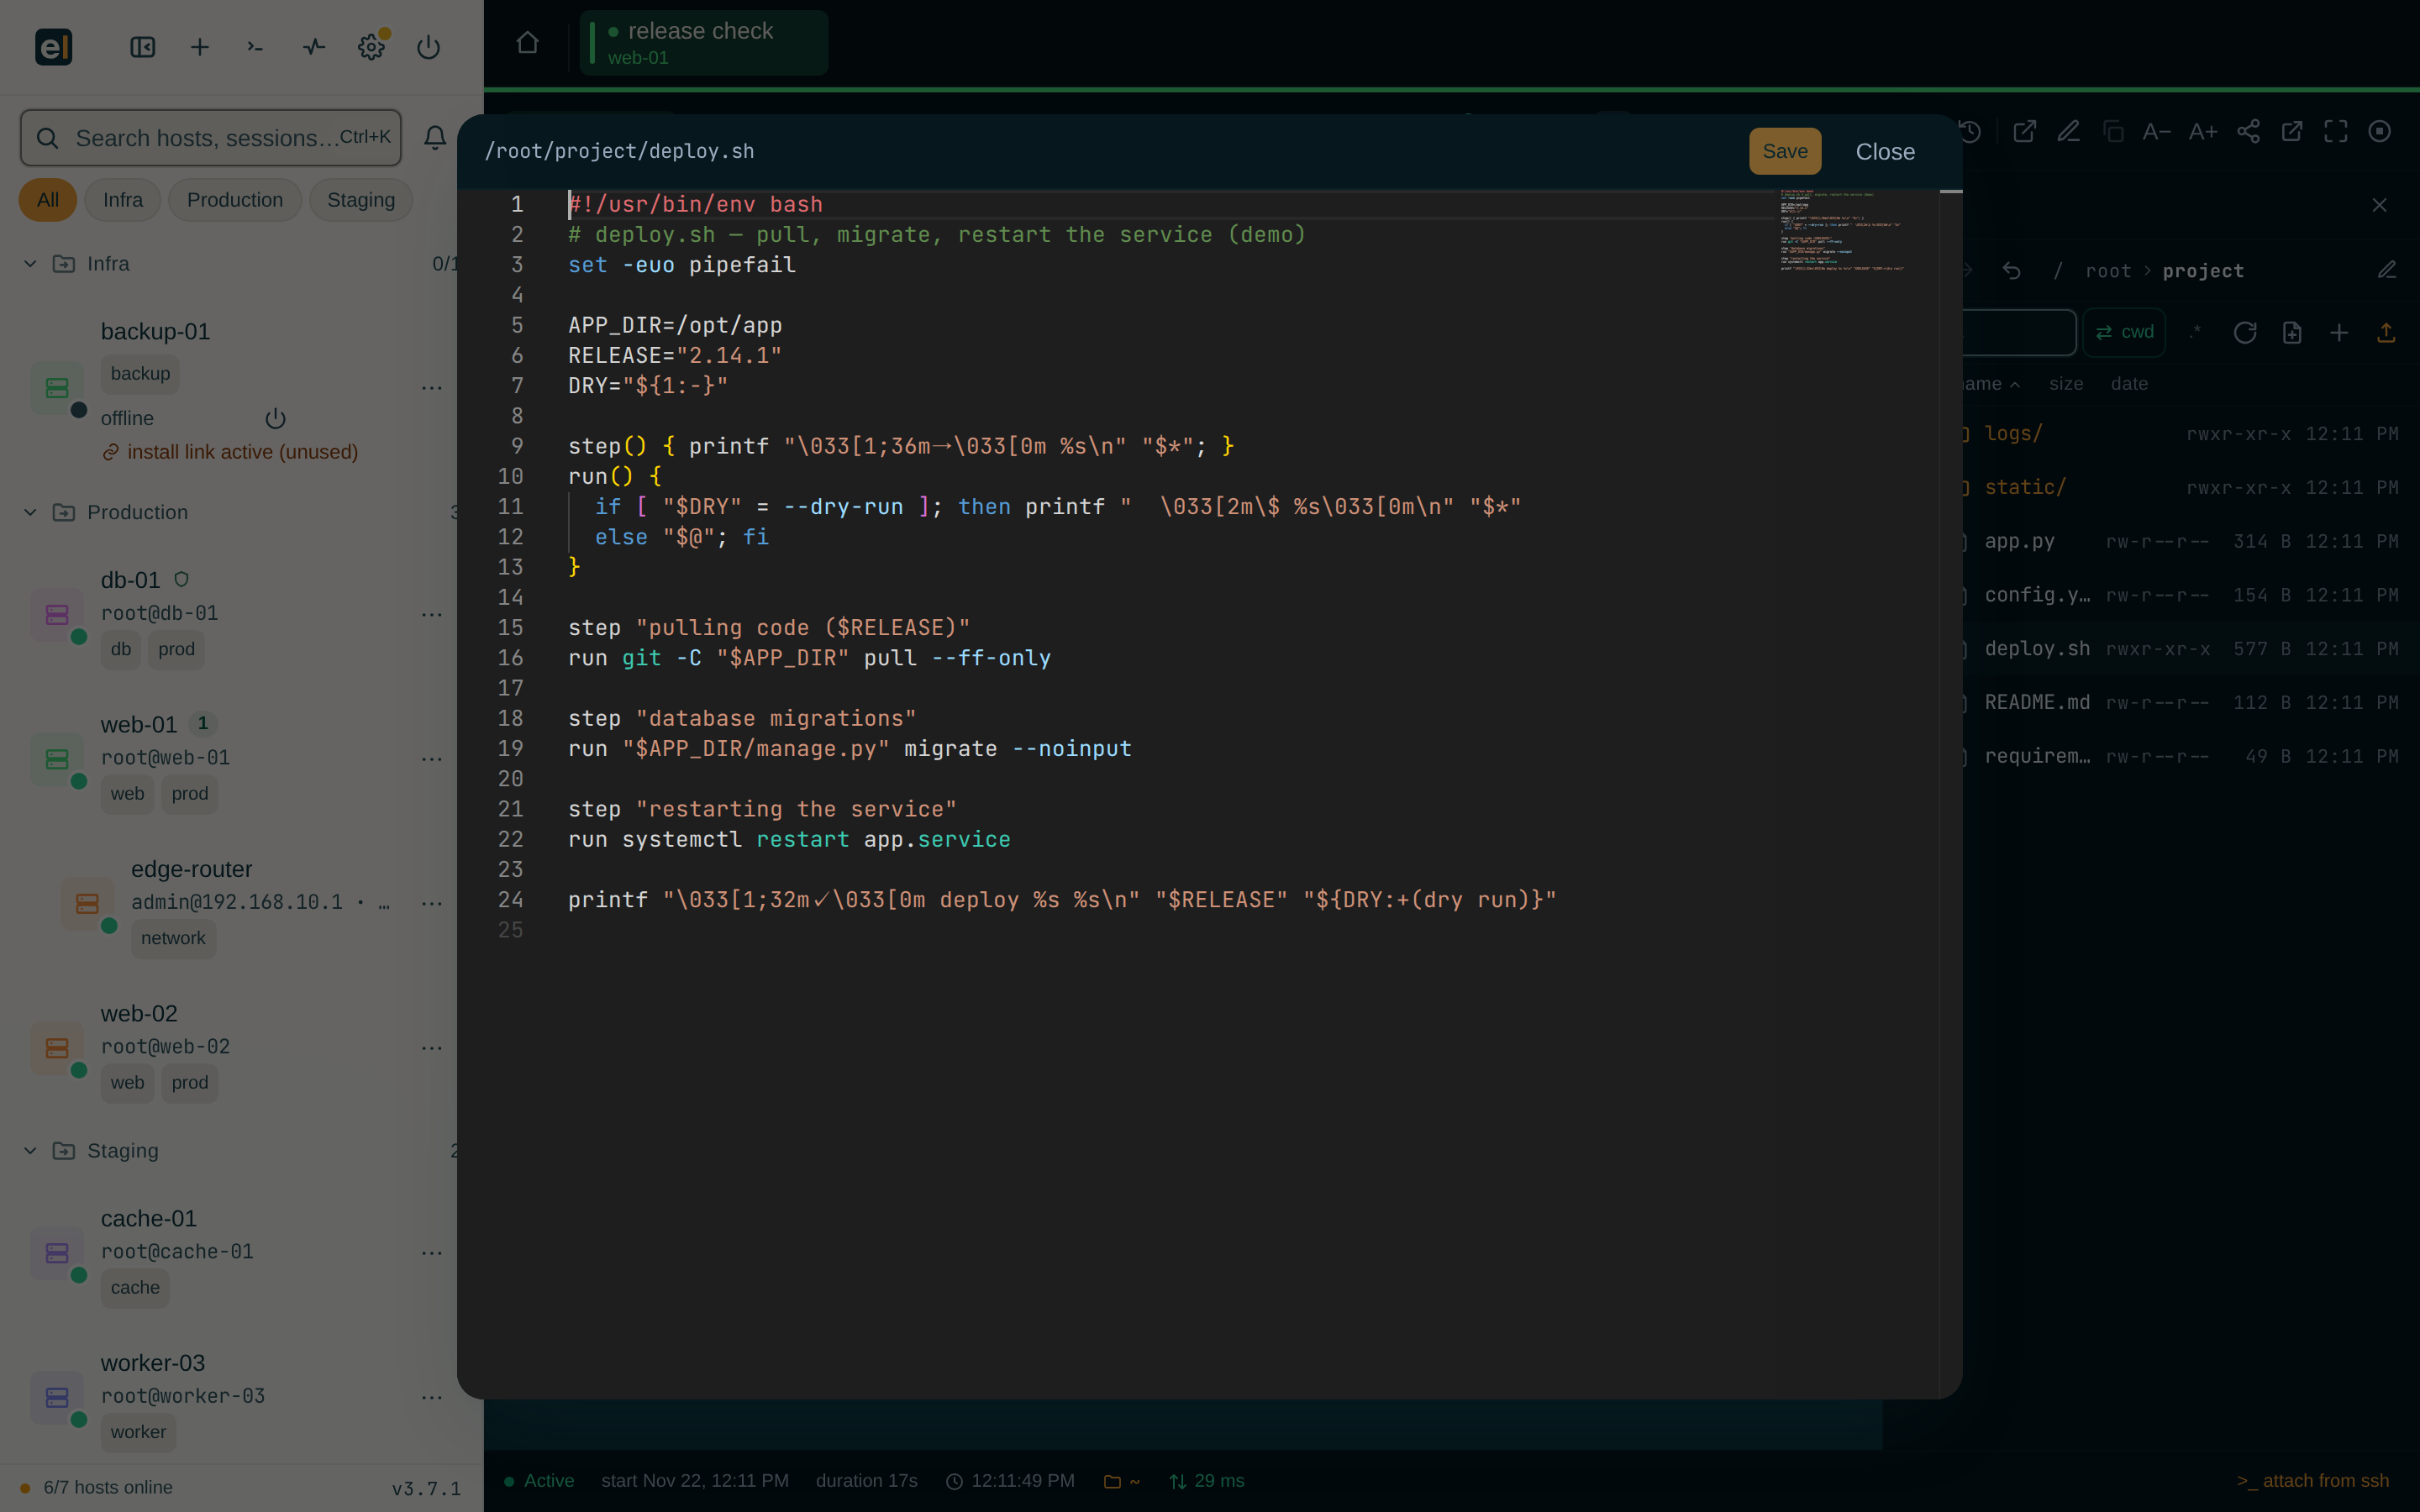 el
Search hosts, sessions… Ctrl+K
All Infra Production Staging
Infra 0/1
backup-01
backup
offline
install link active (unused)
Production 3
db-01
root@db-01
db prod
web-01 1
root@web-01
web prod
edge-router
admin@192.168.10.1 • …
network
web-02
root@web-02
web prod
Staging 2
cache-01
root@cache-01
cache
worker-03
root@worker-03
worker
6/7 hosts online v3.7.1
release check
web-01
/root/project/deploy.sh Save Close
1 #!/usr/bin/env bash
2 # deploy.sh — pull, migrate, restart the service (demo)
3 set -euo pipefail
4
5 APP_DIR=/opt/app
6 RELEASE="2.14.1"
7 DRY="${1:-}"
8
9 step() { printf "\033[1;36m→\033[0m %s\n" "$*"; }
10 run() {
11 if [ "$DRY" = --dry-run ]; then printf "  \033[2m\$ %s\033[0m\n" "$*"
12 else "$@"; fi
13 }
14
15 step "pulling code ($RELEASE)"
16 run git -C "$APP_DIR" pull --ff-only
17
18 step "database migrations"
19 run "$APP_DIR/manage.py" migrate --noinput
20
21 step "restarting the service"
22 run systemctl restart app.service
23
24 printf "\033[1;32m✓\033[0m deploy %s %s\n" "$RELEASE" "${DRY:+(dry run)}"
25
A− A+
/ root › project
⇄ cwd .*
size date
logs/ rwxr-xr-x 12:11 PM
static/ rwxr-xr-x 12:11 PM
app.py rw-r--r-- 314 B 12:11 PM
config.y… rw-r--r-- 154 B 12:11 PM
deploy.sh rwxr-xr-x 577 B 12:11 PM
README.md rw-r--r-- 112 B 12:11 PM
requirem… rw-r--r-- 49 B 12:11 PM
Active start Nov 22, 12:11 PM duration 17s 12:11:49 PM ~ 29 ms
>_ attach from ssh